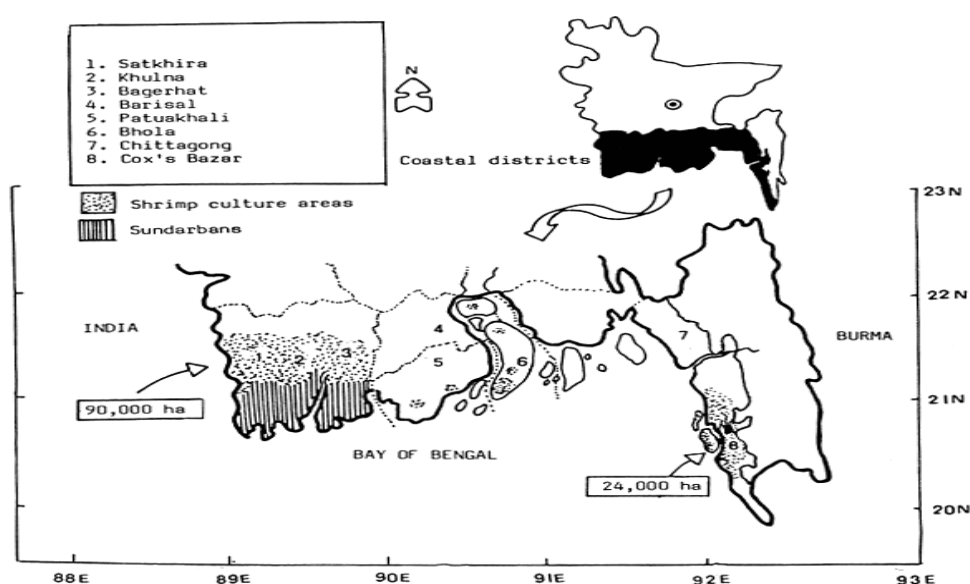 1. Satkhira
2. Khulna
3. Bagerhat
4. Barisal
5. Patuakhali
6. Bhola
7. Chittagong
8. Cox's Bazar
N
Coastal districts
Shrimp culture areas
Sundarbans
23N
22N
INDIA
4
7
BURMA
1
2
3
5
6
90,000 ha
21N
8
BAY OF BENGAL
24,000 ha
20N
88E
89E
90E
91E
92E
93E